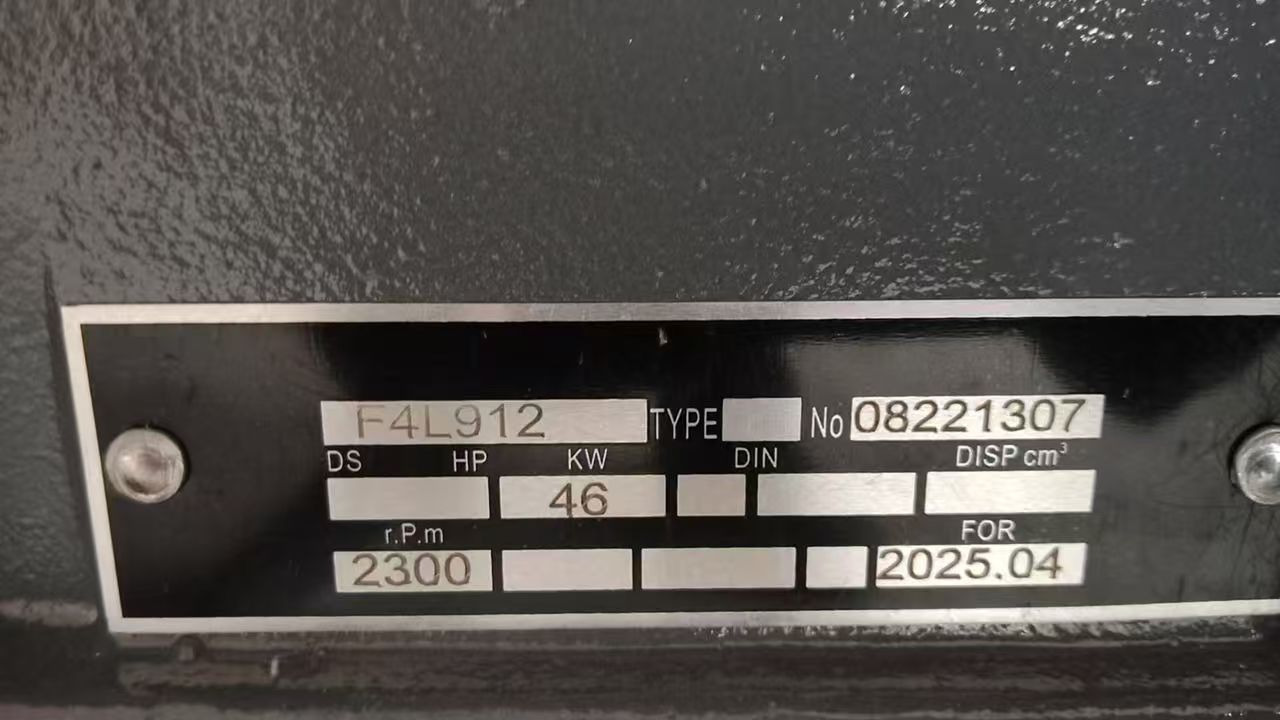 F4L912 TYPE No 08221307
DS HP KW DIN DISP cm³
46
r.P.m FOR
2300 2025.04